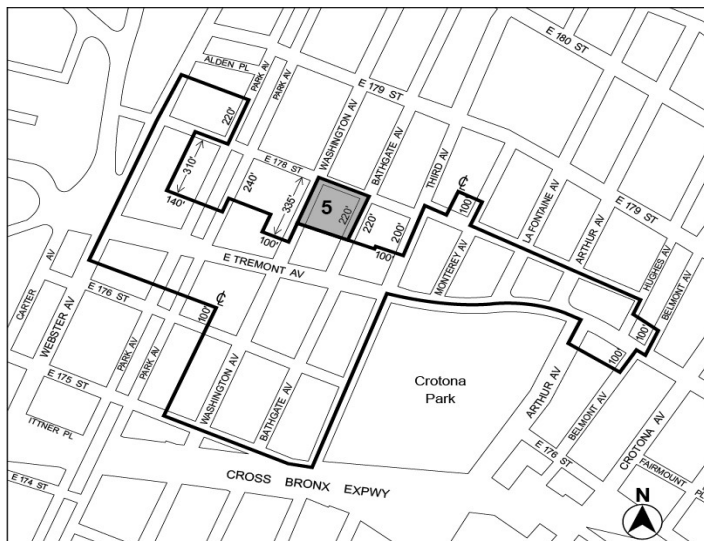 E 180 ST
ALDEN PL
PARK AV
PARK AV
E 179 ST
WASHINGTON AV
BATHGATE AV
THIRD AV
E 178 ST
220'
310'
140'
240'
335'
100'
5
220'
220'
200'
100'
℄
100'
LA FONTAINE AV
ARTHUR AV
E 179 ST
HUGHES AV
BELMONT AV
E TREMONT AV
MONTEREY AV
CARTER
AV
WEBSTER AV
E 176 ST
℄
100'
100'
100'
PARK AV
PARK AV
WASHINGTON AV
BATHGATE AV
E 175 ST
ITTNER PL
E 174 ST
Crotona
Park
ARTHUR AV
BELMONT AV
CROTONA AV
E 176 ST
FAIRMOUNT
PL
CROSS BRONX EXPWY
N